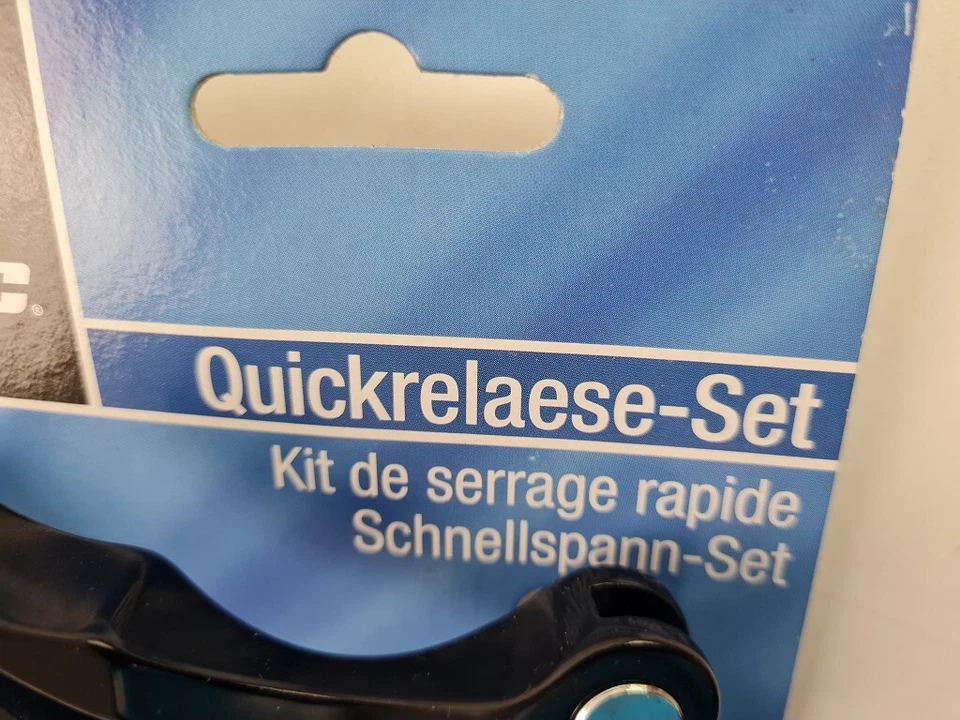 C®
Quickrelaese-Set
Kit de serrage rapide
Schnellspann-Set